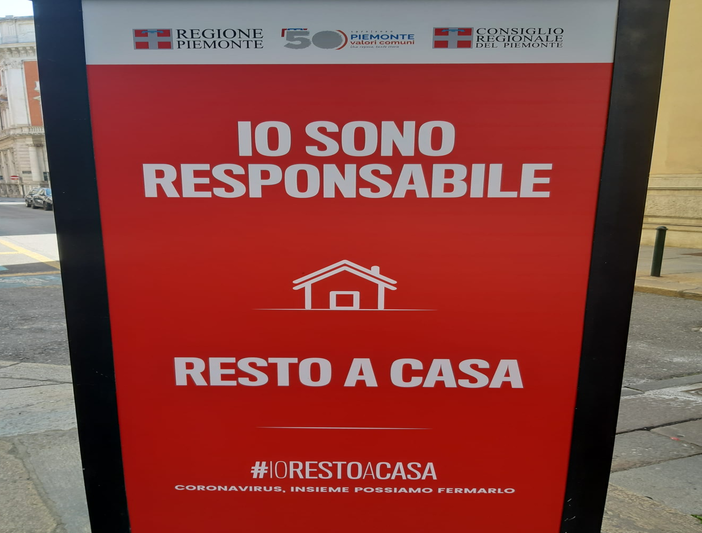 REGIONE
PIEMONTE
50
PIEMONTE
valori comuni
CONSIGLIO
REGIONALE
DEL PIEMONTE
IO SONO
RESPONSABILE
RESTO A CASA
#IORESTOACASA
CORONAVIRUS, INSIEME POSSIAMO FERMARLO